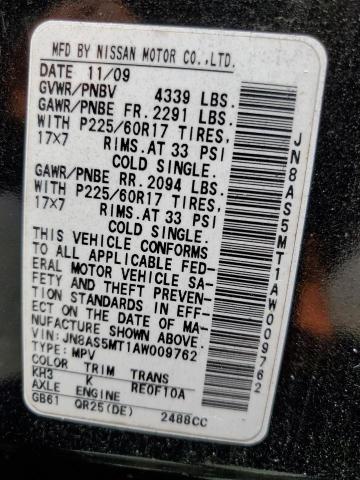 MFD BY NISSAN MOTOR CO.,LTD.
DATE 11/09
GVWR/PNBV 4339 LBS.
GAWR/PNBE FR. 2291 LBS.
WITH P225/60R17 TIRES,
17X7 RIMS. AT 33 PSI
COLD SINGLE.
GAWR/PNBE RR. 2094 LBS.
WITH P225/60R17 TIRES,
17X7 RIMS. AT 33 PSI
COLD SINGLE.
THIS VEHICLE CONFORMS
TO ALL APPLICABLE FED-
ERAL MOTOR VEHICLE SA-
FETY AND THEFT PREVEN-
TION STANDARDS IN EFF-
ECT ON THE DATE OF MA-
NUFACTURE SHOWN ABOVE.
VIN: JN8AS5MT1AW009762
TYPE: MPV
COLOR TRIM TRANS
KH3 K RE0F10A
AXLE ENGINE
GB61 QR25(DE) 2488CC
JN8AS5MT1AW009762